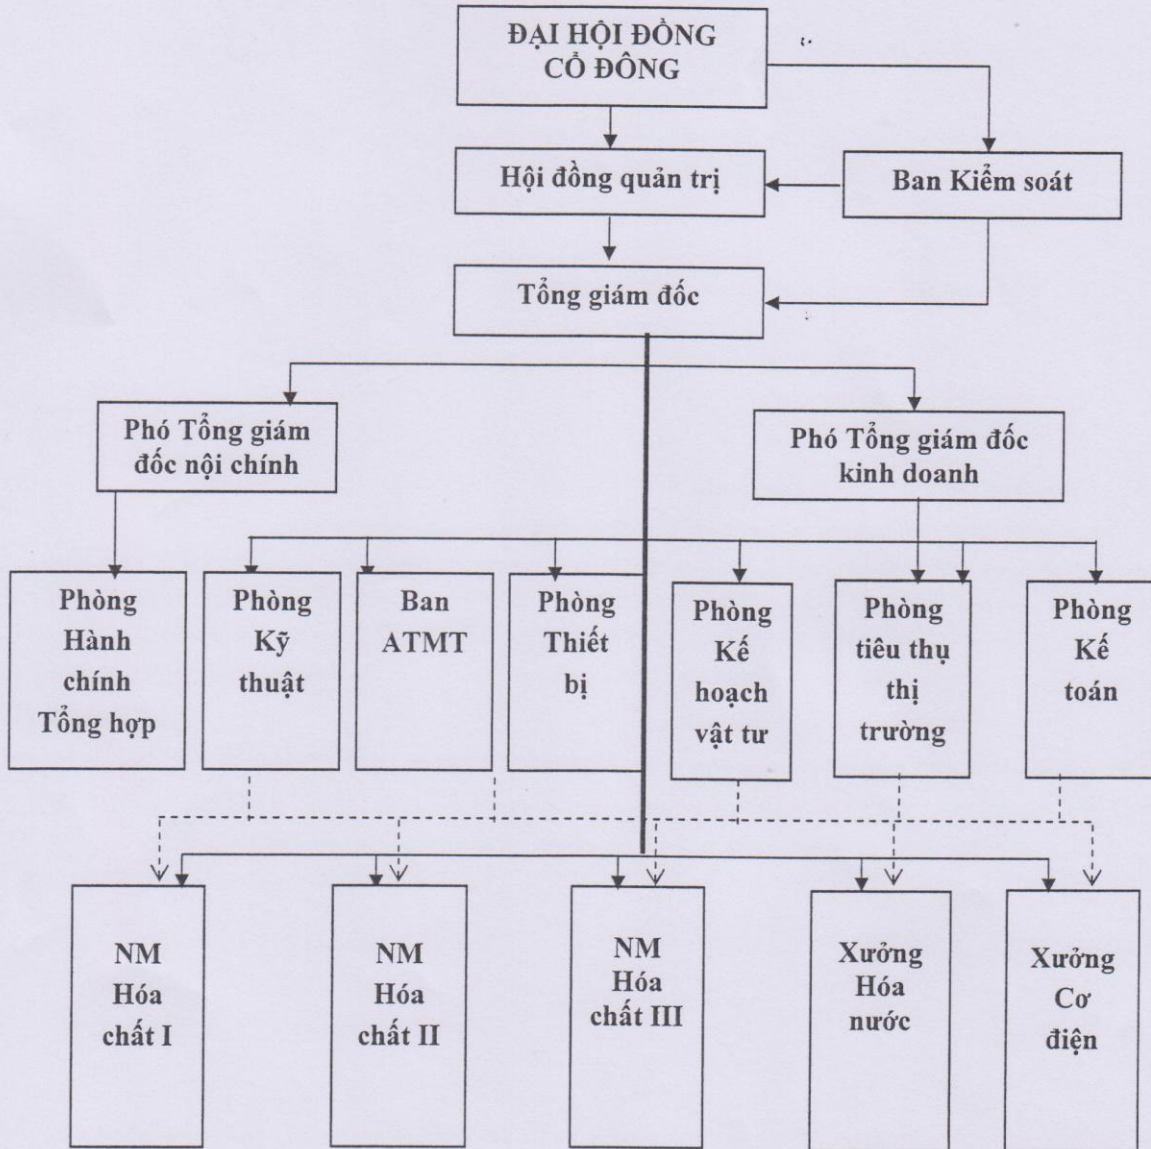 ĐẠI HỘI ĐỒNG
CỔ ĐÔNG
Hội đồng quản trị
Ban Kiểm soát
Tổng giám đốc
Phó Tổng giám
đốc nội chính
Phó Tổng giám đốc
kinh doanh
Phòng
Hành
chính
Tổng hợp
Phòng
Kỹ
thuật
Ban
ATMT
Phòng
Thiết
bị
Phòng
Kế
hoạch
vật tư
Phòng
tiêu thụ
thị
trường
Phòng
Kế
toán
NM
Hóa
chất I
NM
Hóa
chất II
NM
Hóa
chất III
Xưởng
Hóa
nước
Xưởng
Cơ
điện